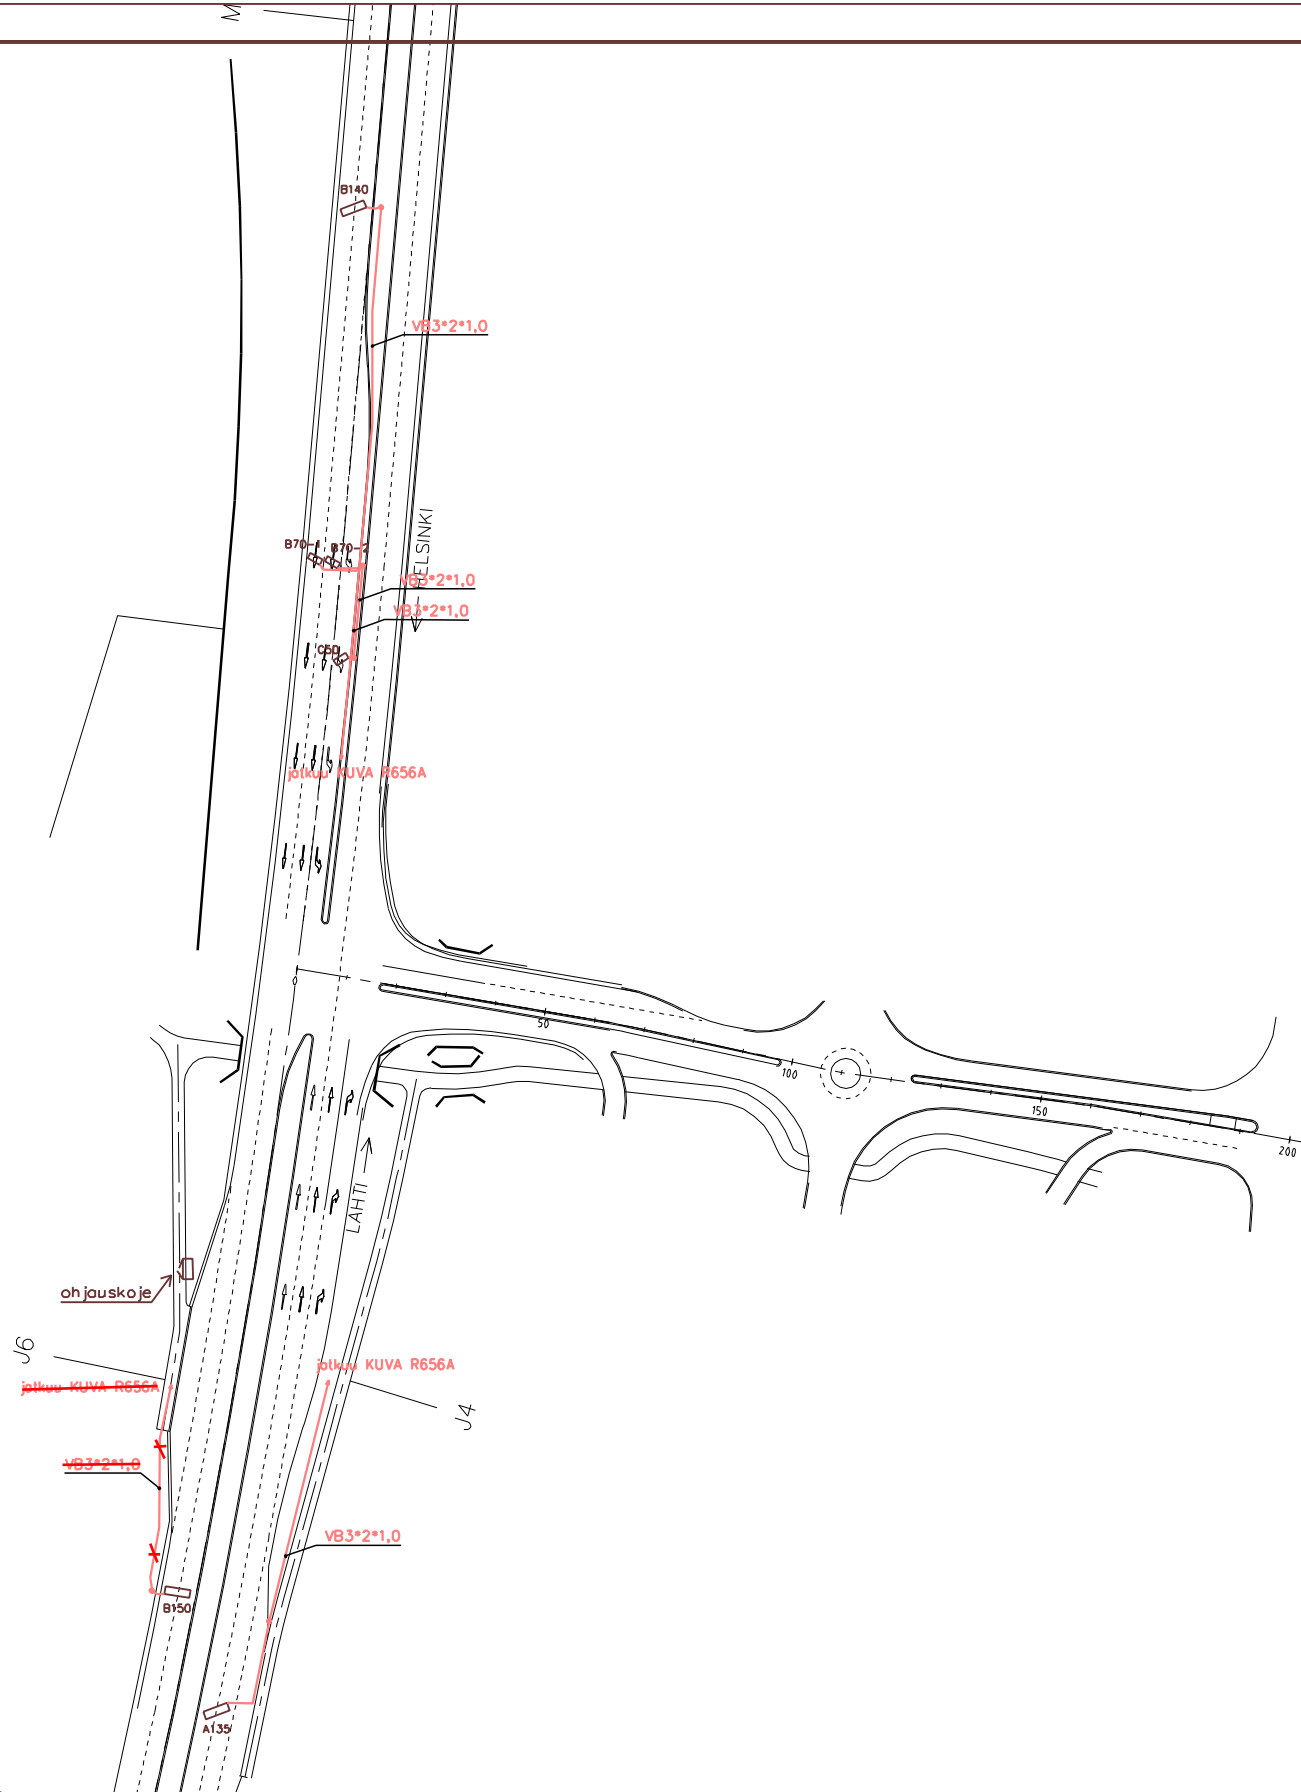 M
B140
VB3*2*1,0
HELSINKI
B70-1
B70-2
VB3*2*1,0
VB3*2*1,0
C50
jatkuu KUVA R656A
0
50
100
150
200
LAHTI
ohjauskoje
J6
jatkuu KUVA R656A
jatkuu KUVA R656A
J4
VB3*2*1,0
VB3*2*1,0
B150
A135